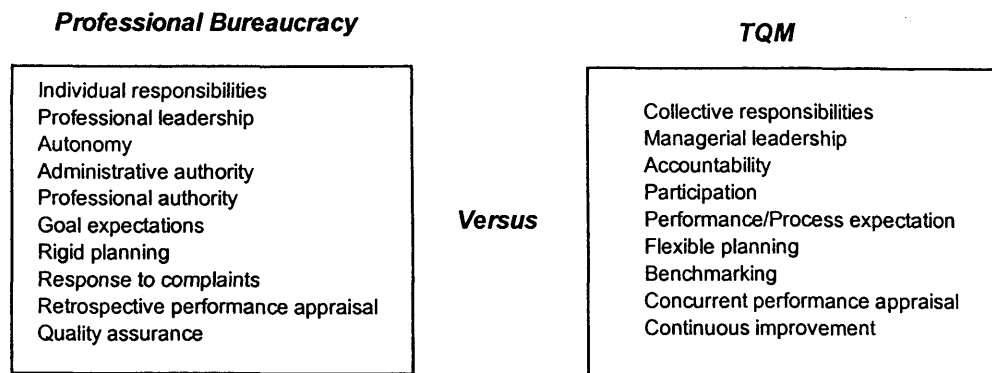 Professional Bureaucracy
Individual responsibilities
Professional leadership
Autonomy
Administrative authority
Professional authority
Goal expectations
Rigid planning
Response to complaints
Retrospective performance appraisal
Quality assurance
Versus
TQM
Collective responsibilities
Managerial leadership
Accountability
Participation
Performance/Process expectation
Flexible planning
Benchmarking
Concurrent performance appraisal
Continuous improvement